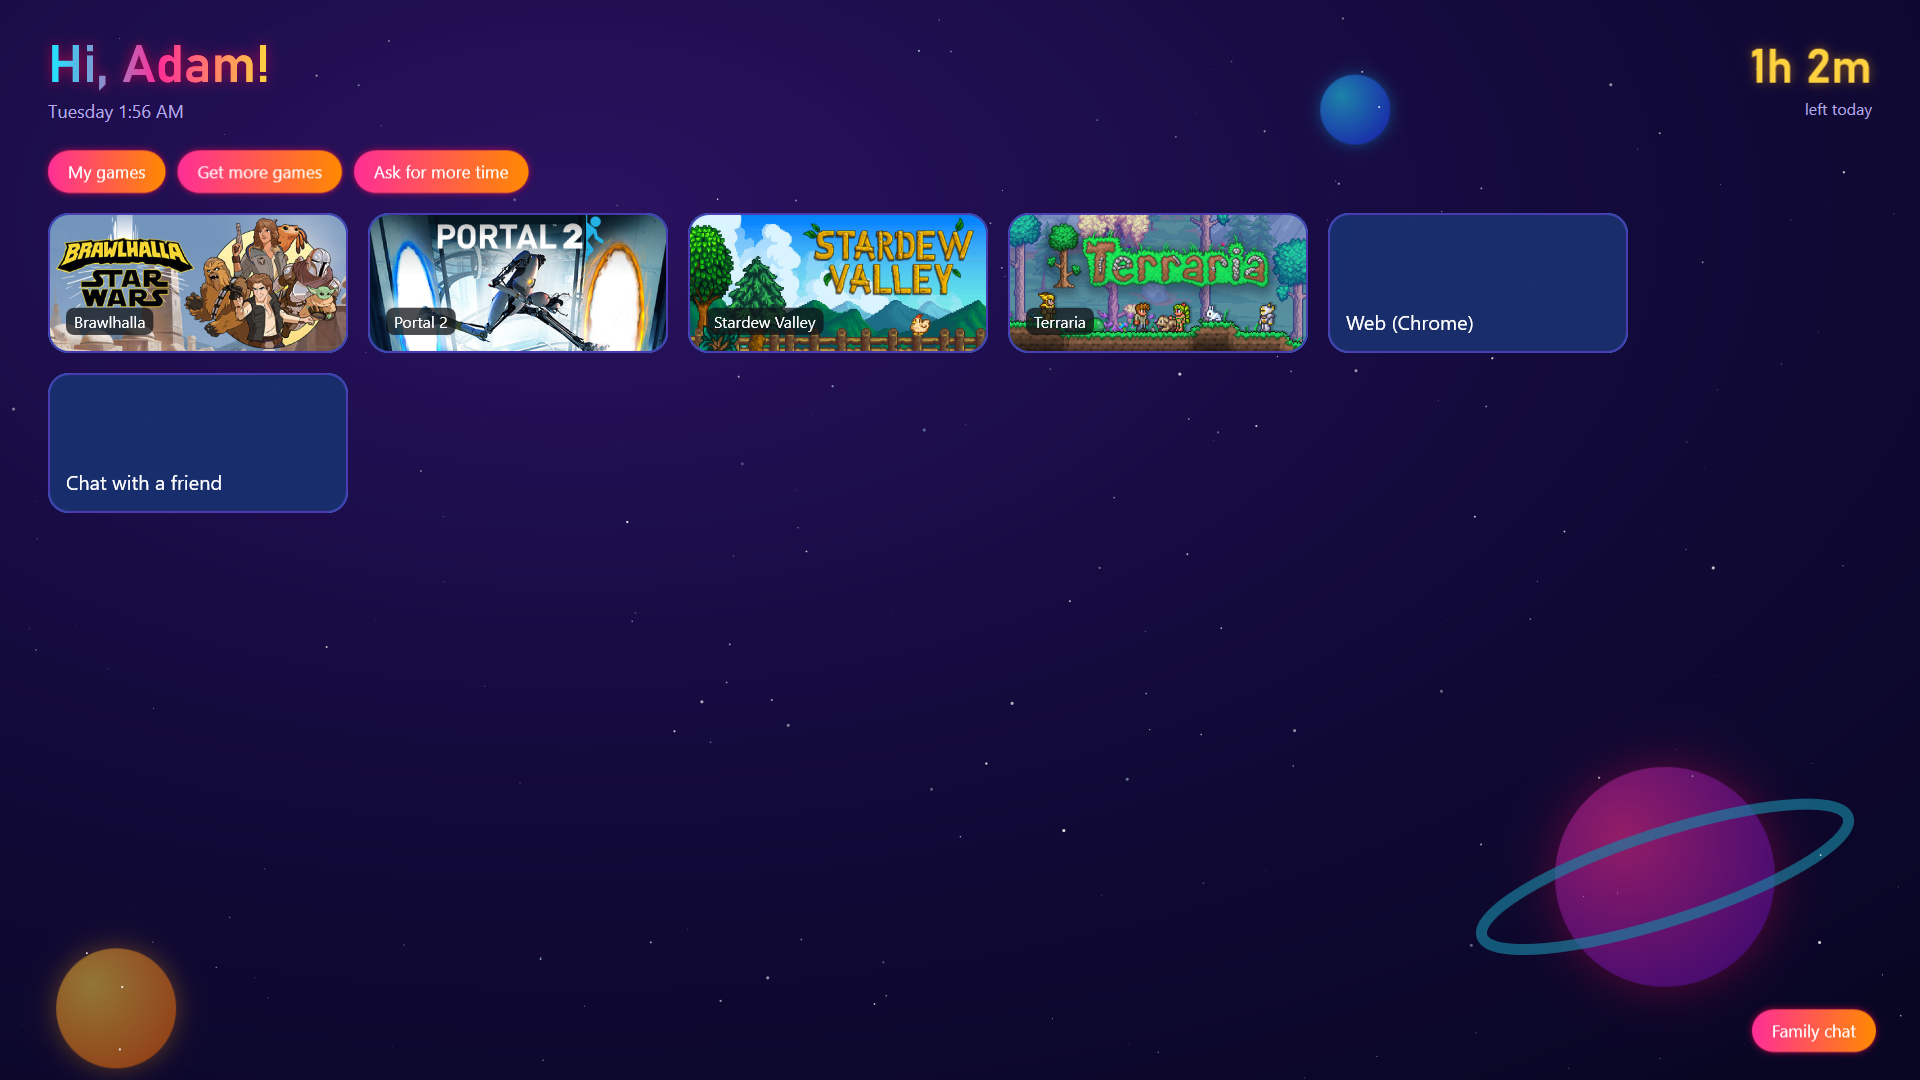 Hi, Adam!
Tuesday 1:56 AM
1h 2m
left today
My games
Get more games
Ask for more time
BRAWLHALLA
STAR
WARS
Brawlhalla
PORTAL 2
Portal 2
STARDEW
VALLEY
Stardew Valley
Terraria
Terraria
Web (Chrome)
Chat with a friend
Family chat